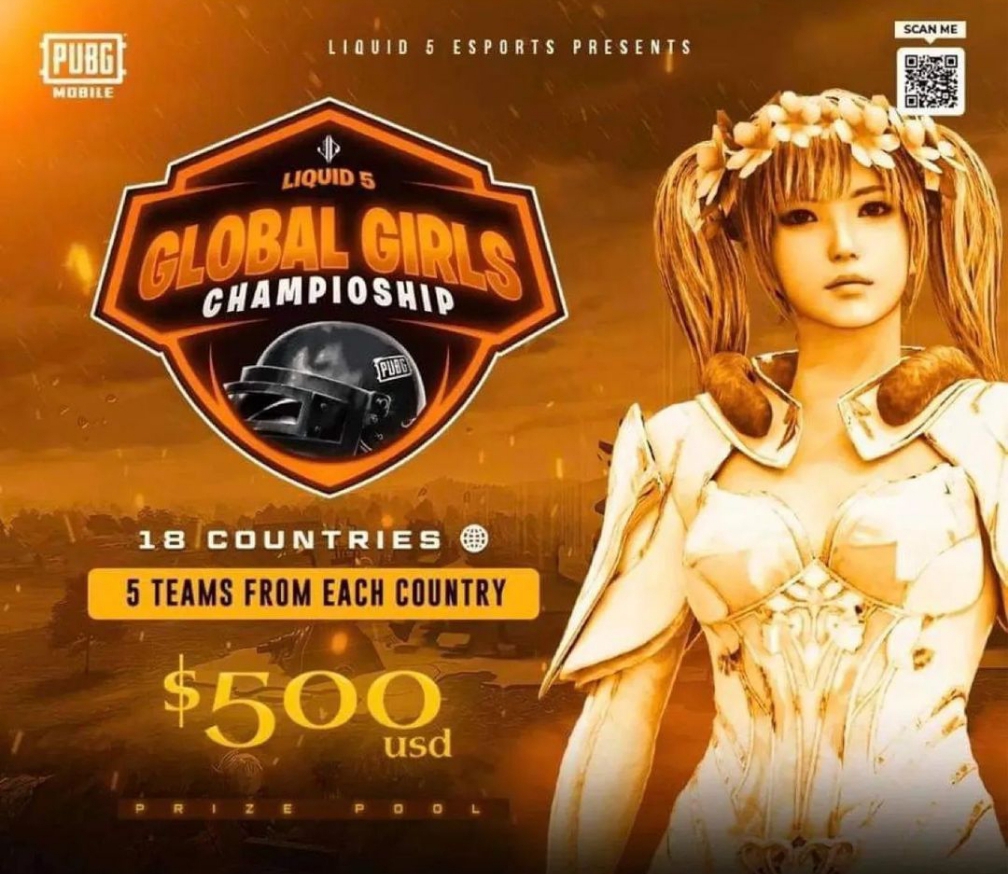 PUBG
MOBILE
LIQUID 5 ESPORTS PRESENTS
SCAN ME
LIQUID 5
GLOBAL GIRLS
CHAMPIOSHIP
PUBG
18 COUNTRIES
5 TEAMS FROM EACH COUNTRY
$500
usd
PRIZE POOL